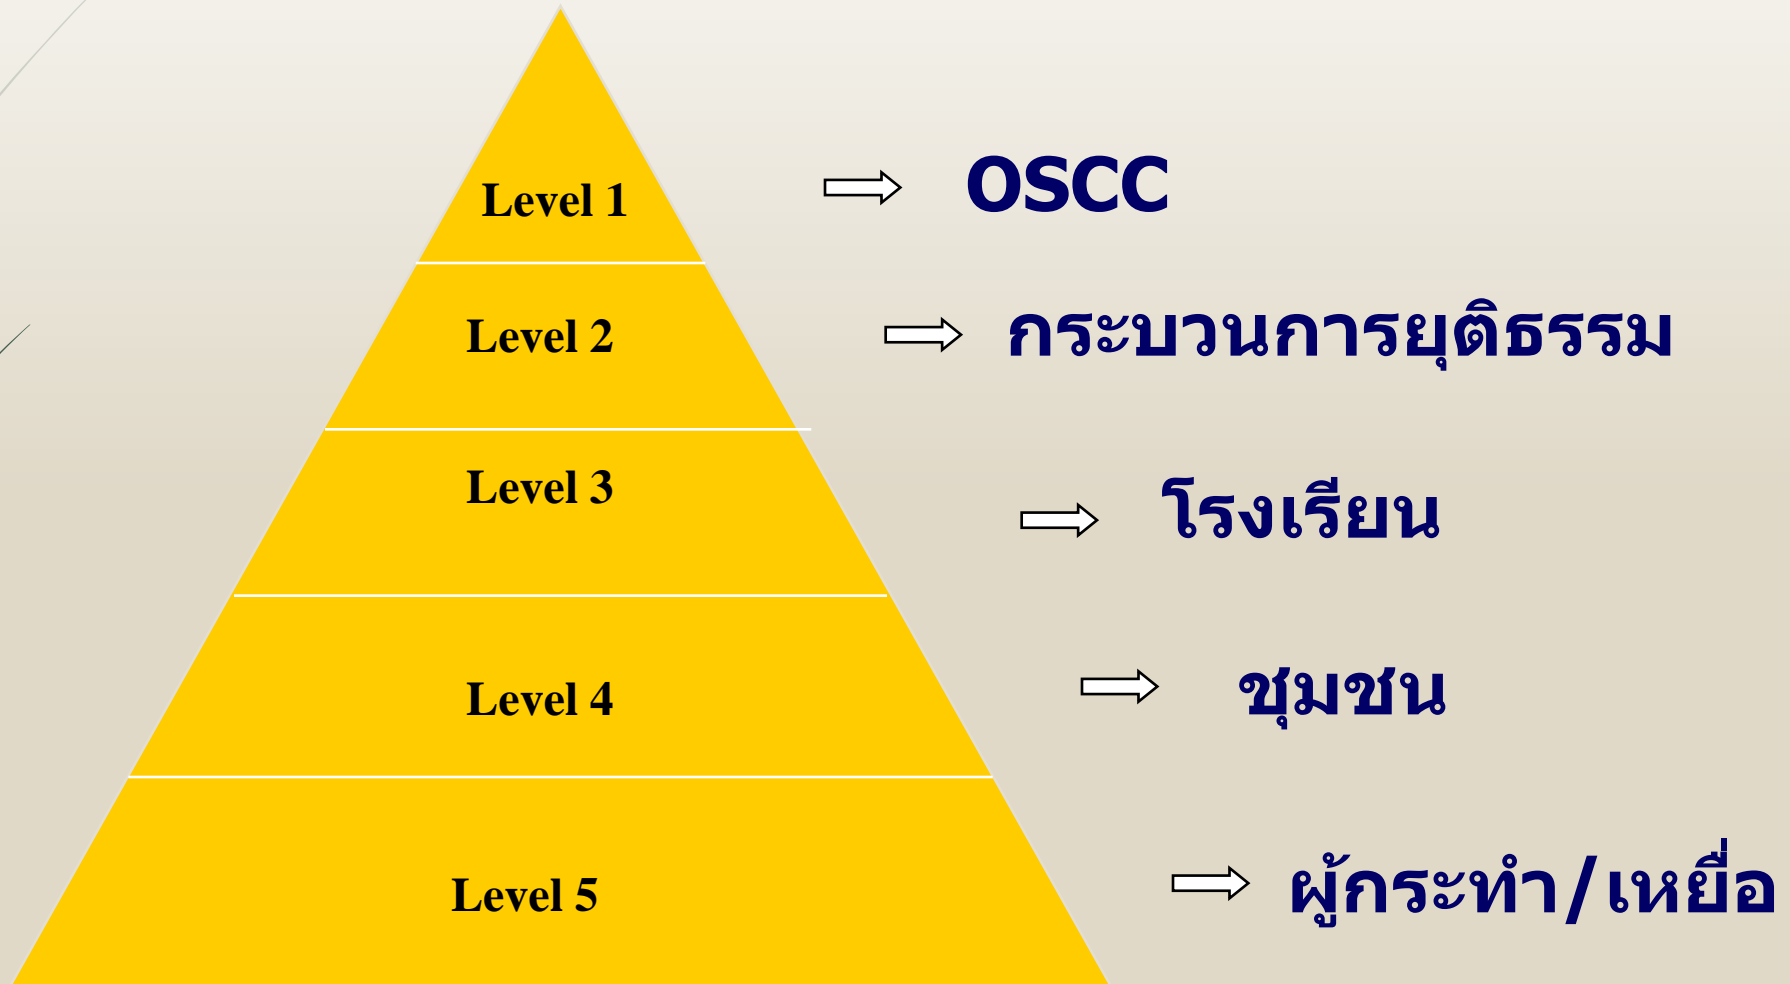 Level 1
OSCC
Level 2
กระบวนการยุติธรรม
Level 3
โรงเรียน
Level 4
ชุมชน
Level 5
ผู้กระทำ/เหยื่อ